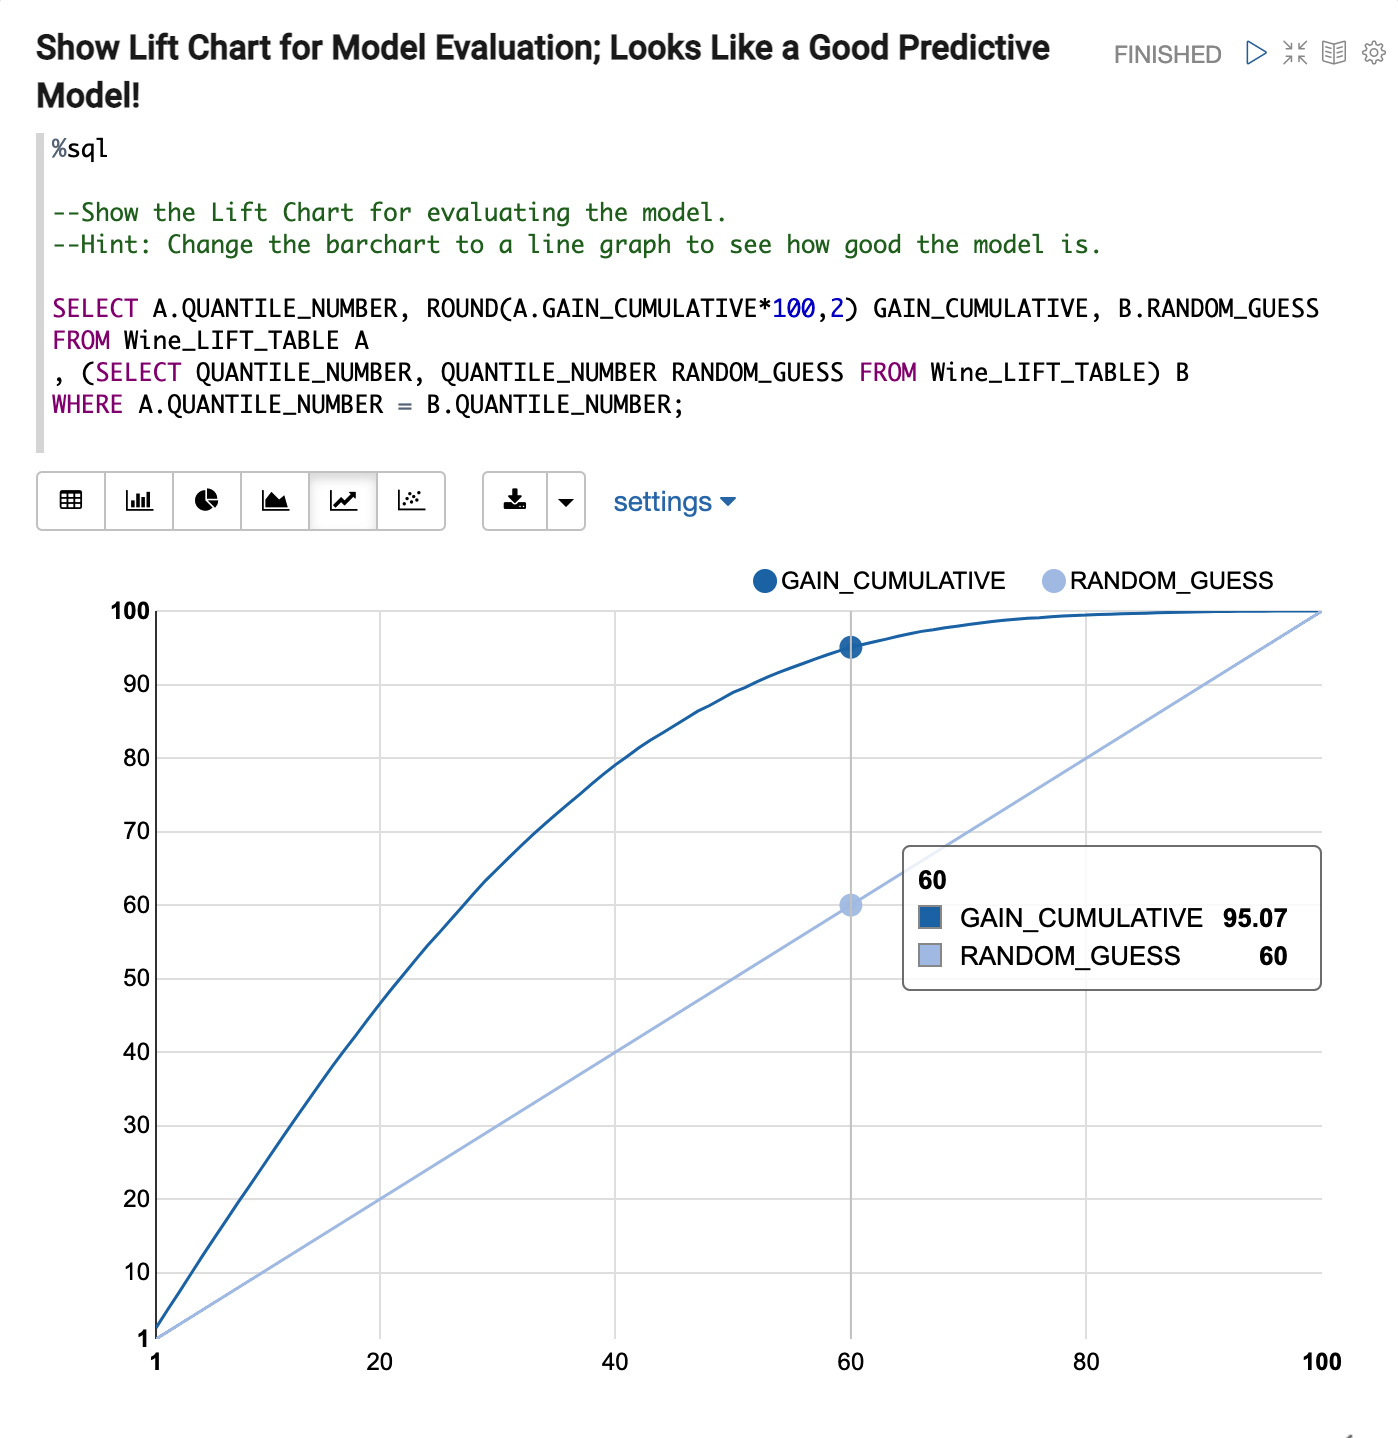 Show Lift Chart for Model Evaluation; Looks Like a Good Predictive
Model!
FINISHED
%sql
--Show the Lift Chart for evaluating the model.
--Hint: Change the barchart to a line graph to see how good the model is.
SELECT A.QUANTILE_NUMBER, ROUND(A.GAIN_CUMULATIVE*100,2) GAIN_CUMULATIVE, B.RANDOM_GUESS
FROM Wine_LIFT_TABLE A
, (SELECT QUANTILE_NUMBER, QUANTILE_NUMBER RANDOM_GUESS FROM Wine_LIFT_TABLE) B
WHERE A.QUANTILE_NUMBER = B.QUANTILE_NUMBER;
settings
GAIN_CUMULATIVE RANDOM_GUESS
100
90
80
70
60
50
40
30
20
10
1
60
GAIN_CUMULATIVE 95.07
RANDOM_GUESS 60
1 20 40 60 80 100